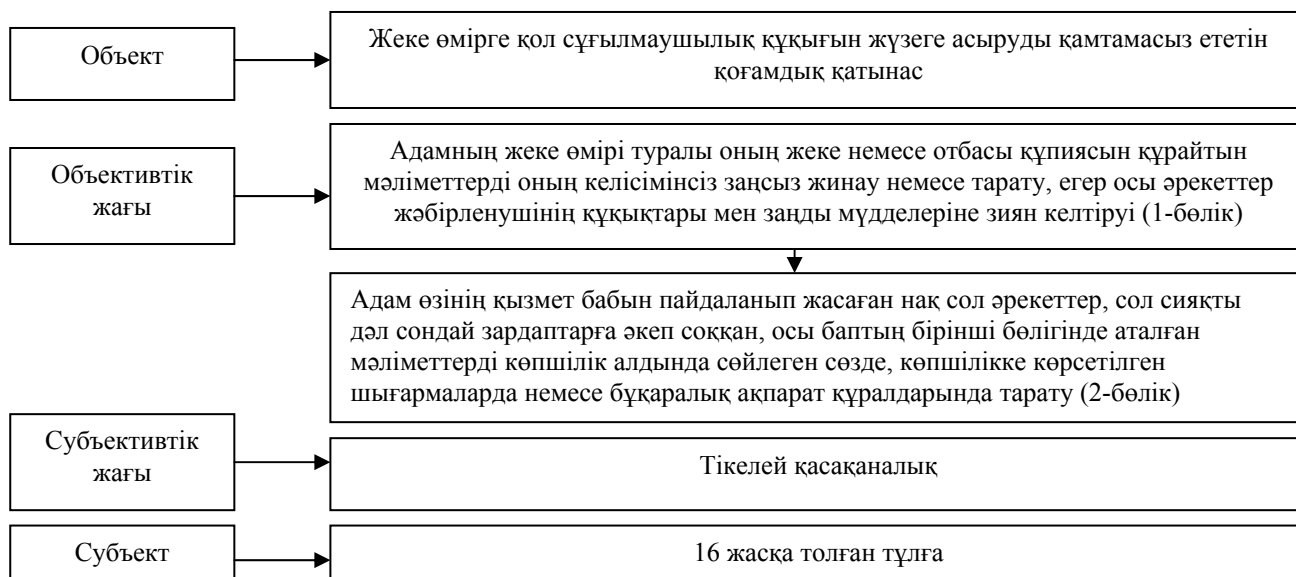 Объект
Жеке өмірге қол сұғылмаушылық құқығын жүзеге асыруды қамтамасыз ететін
қоғамдық қатынас
Объективтік
жағы
Адамның жеке өмірі туралы оның жеке немесе отбасы құпиясын құрайтын
мәліметтерді оның келісімінсіз заңсыз жинау немесе тарату, егер осы әрекеттер
жәбірленушінің құқықтары мен заңды мүдделеріне зиян келтіруі (1-бөлік)
Адам өзінің қызмет бабын пайдаланып жасаған нақ сол әрекеттер, сол сияқты
дәл сондай зардаптарға әкеп соққан, осы баптың бірінші бөлігінде аталған
мәліметтерді көпшілік алдында сөйлеген сөзде, көпшілікке көрсетілген
шығармаларда немесе бұқаралық ақпарат құралдарында тарату (2-бөлік)
Субъективтік
жағы
Тікелей қасақаналық
Субъект
16 жасқа толған тұлға